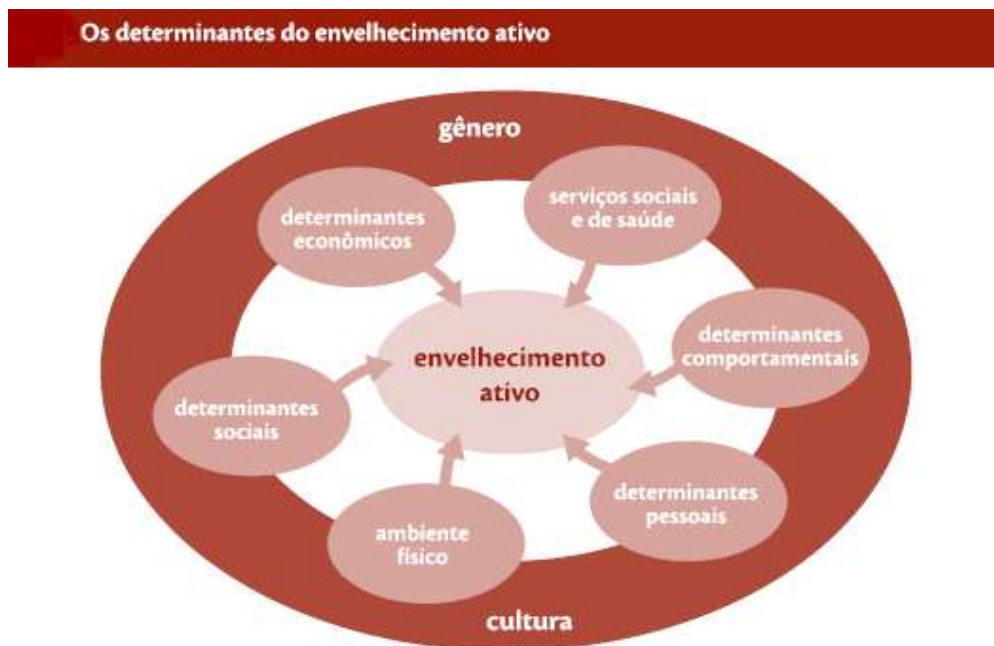 Os determinantes do envelhecimento ativo
gênero
determinantes
econômicos
serviços sociais
e de saúde
envelhecimento
ativo
determinantes
comportamentais
determinantes
sociais
determinantes
pessoais
ambiente
físico
cultura